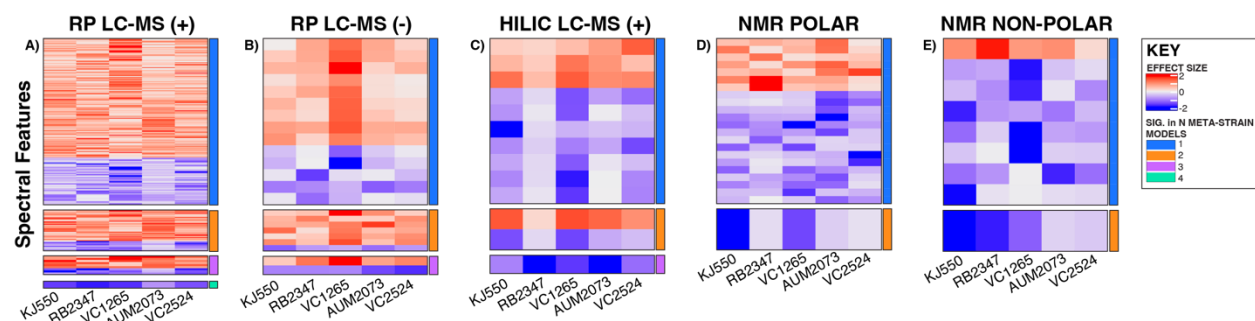 RP LC-MS (+)
RP LC-MS (-)
HILIC LC-MS (+)
NMR POLAR
NMR NON-POLAR
A)
B)
C)
D)
E)
Spectral Features
KJ550
RB2347
VC1265
AUM2073
VC2524
KJ550
RB2347
VC1265
AUM2073
VC2524
KJ550
RB2347
VC1265
AUM2073
VC2524
KJ550
RB2347
VC1265
AUM2073
VC2524
KJ550
RB2347
VC1265
AUM2073
VC2524
KEY
EFFECT SIZE
2
0
-2
SIG. in N META-STRAIN
MODELS
1
2
3
4